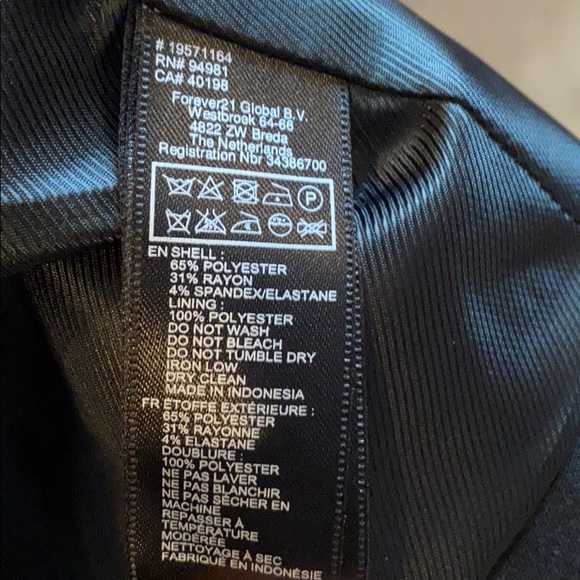 # 19571164
RN# 94981
CA# 40198
Forever21 Global B.V.
Westbroek 64-66
4822 ZW Breda
The Netherlands
Registration Nbr 34386700
P
EN SHELL :
65% POLYESTER
31% RAYON
4% SPANDEX/ELASTANE
LINING :
100% POLYESTER
DO NOT WASH
DO NOT BLEACH
DO NOT TUMBLE DRY
IRON LOW
DRY CLEAN
MADE IN INDONESIA
FR ÉTOFFE EXTÉRIEURE :
65% POLYESTER
31% RAYONNE
4% ELASTANE
DOUBLURE :
100% POLYESTER
NE PAS LAVER
NE PAS BLANCHIR
NE PAS SÉCHER EN
MACHINE
REPASSER À
TEMPÉRATURE
MODÉRÉE
NETTOYAGE À SEC
FABRIQUÉ EN INDONÉSIE